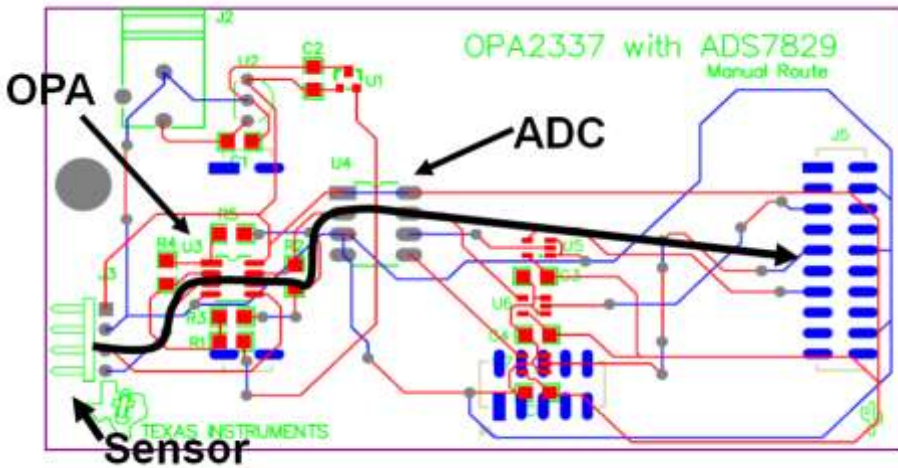 J2
OPA2337 with ADS7829
Manual Route
C2
U2
U1
OPA
ADC
J5
C1
U4
R5
R4
U3
R2
U5
J3
C3
U6
R3
C4
R1
TEXAS INSTRUMENTS
Sensor